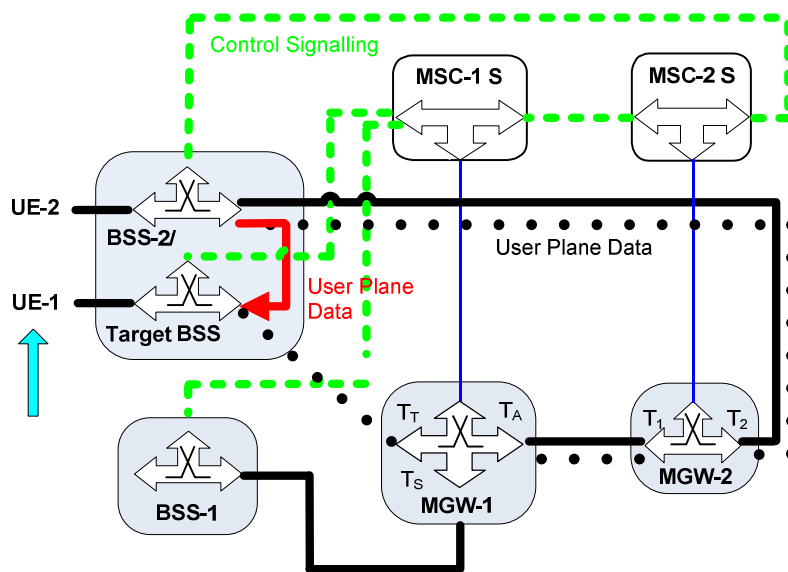 Control Signalling
MSC-1 S
MSC-2 S
UE-2
BSS-2/
User Plane Data
UE-1
User Plane
Data
Target BSS
T_T
T_A
T_1
T_2
T_S
MGW-2
MGW-1
BSS-1